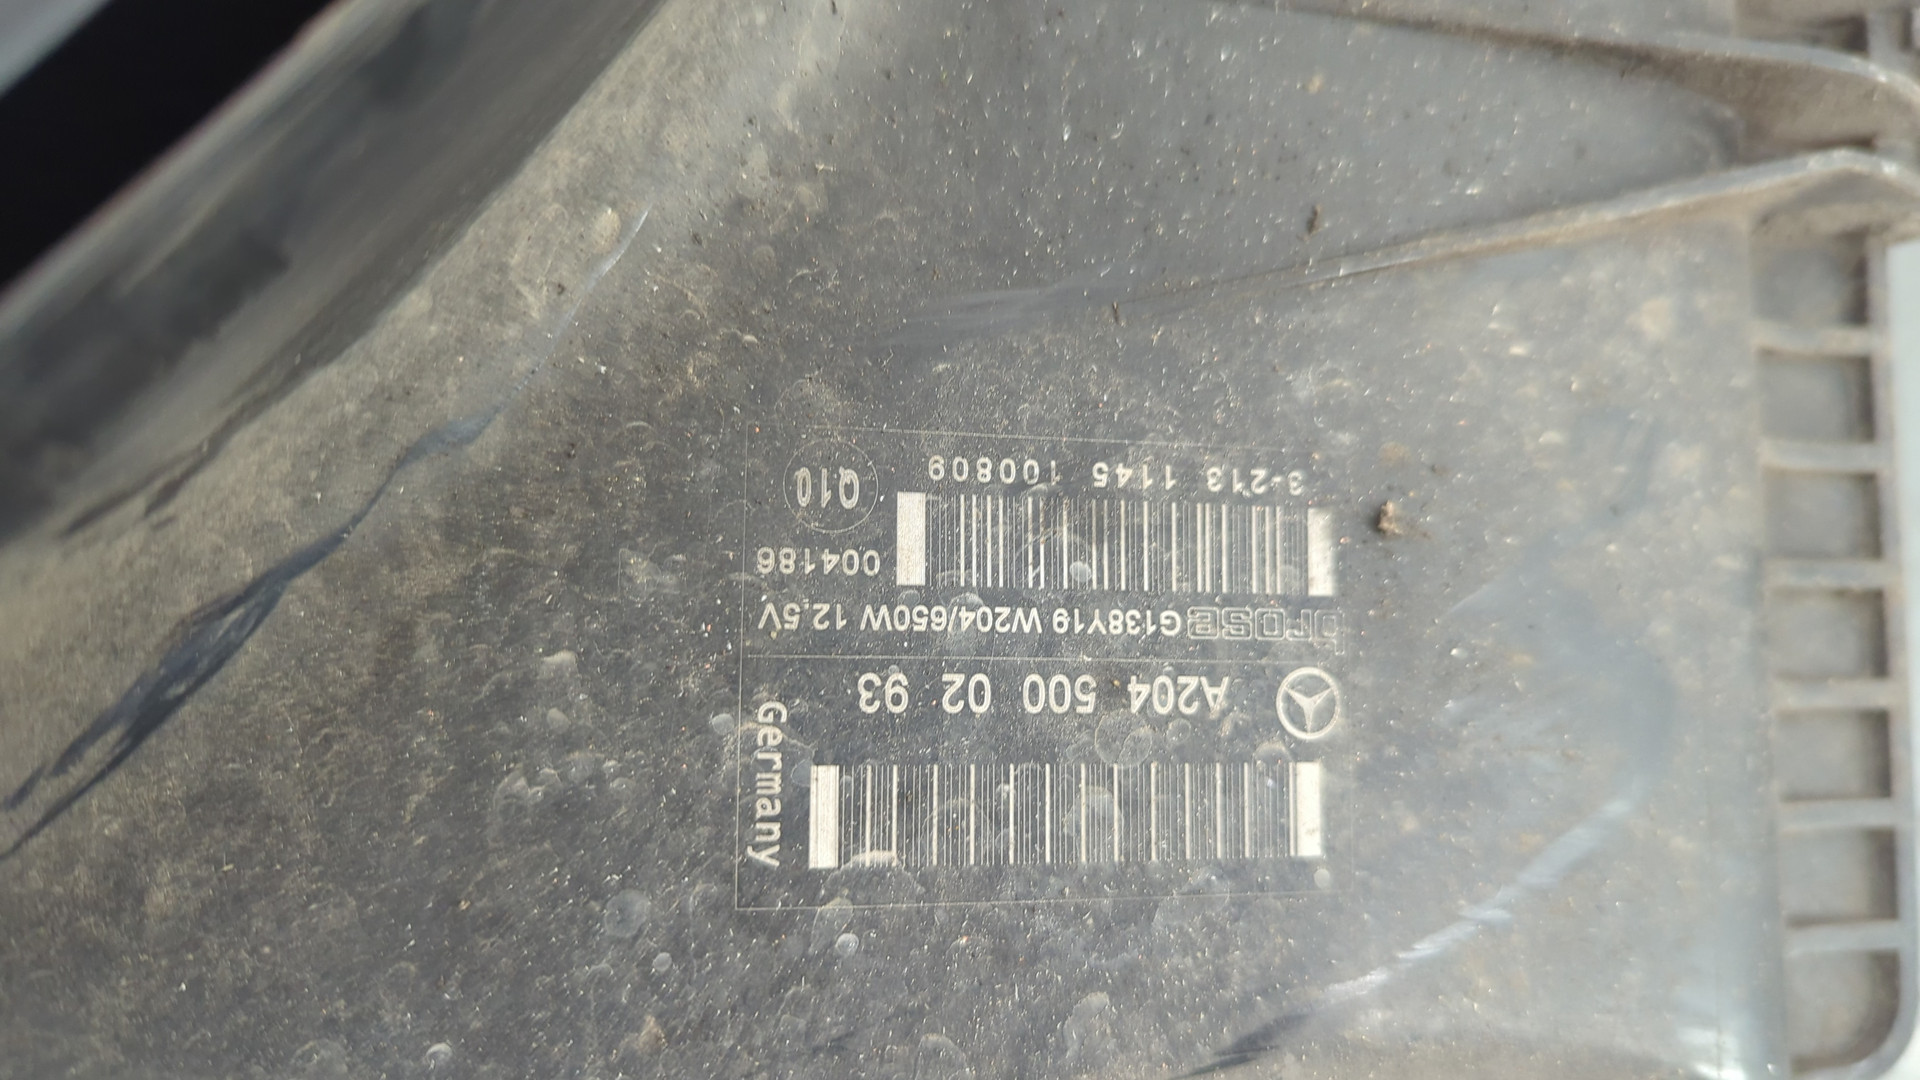 Germany
A204 500 02 93
brose G138Y19 W204/650W 12.5V
004186
Q10
3-213 1145 100809